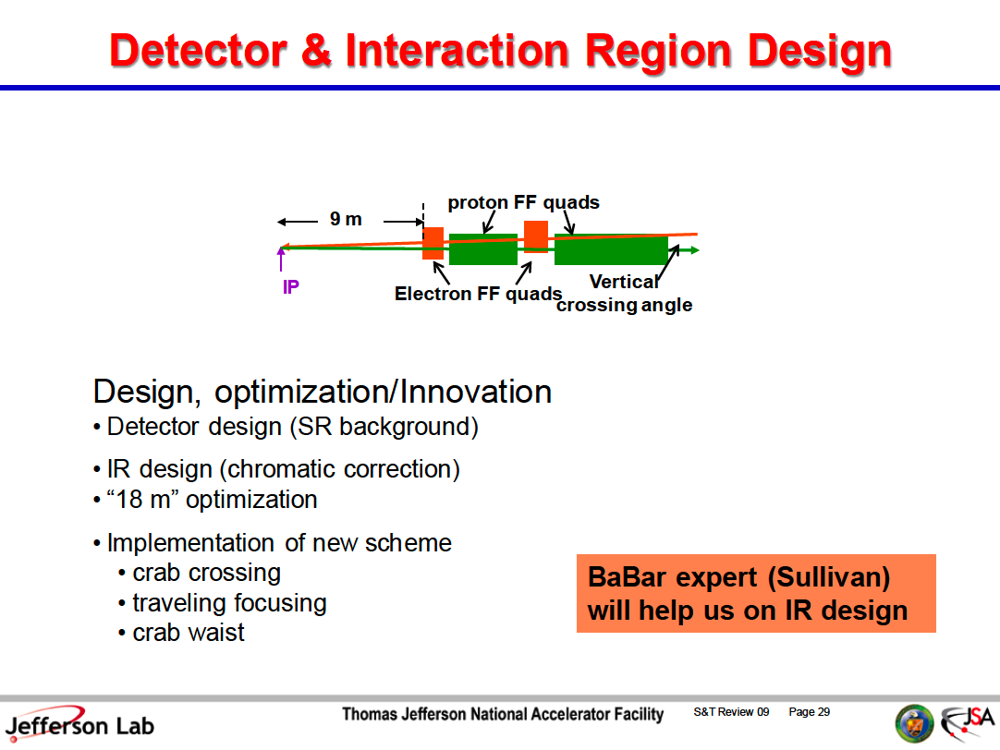 Detector & Interaction Region Design
proton FF quads
9 m
IP
Electron FF quads
Vertical
crossing angle
Design, optimization/Innovation
• Detector design (SR background)
• IR design (chromatic correction)
• “18 m” optimization
• Implementation of new scheme
• crab crossing
• traveling focusing
• crab waist
BaBar expert (Sullivan)
will help us on IR design
Jefferson Lab
Thomas Jefferson National Accelerator Facility
S&T Review 09 Page 29
JSA